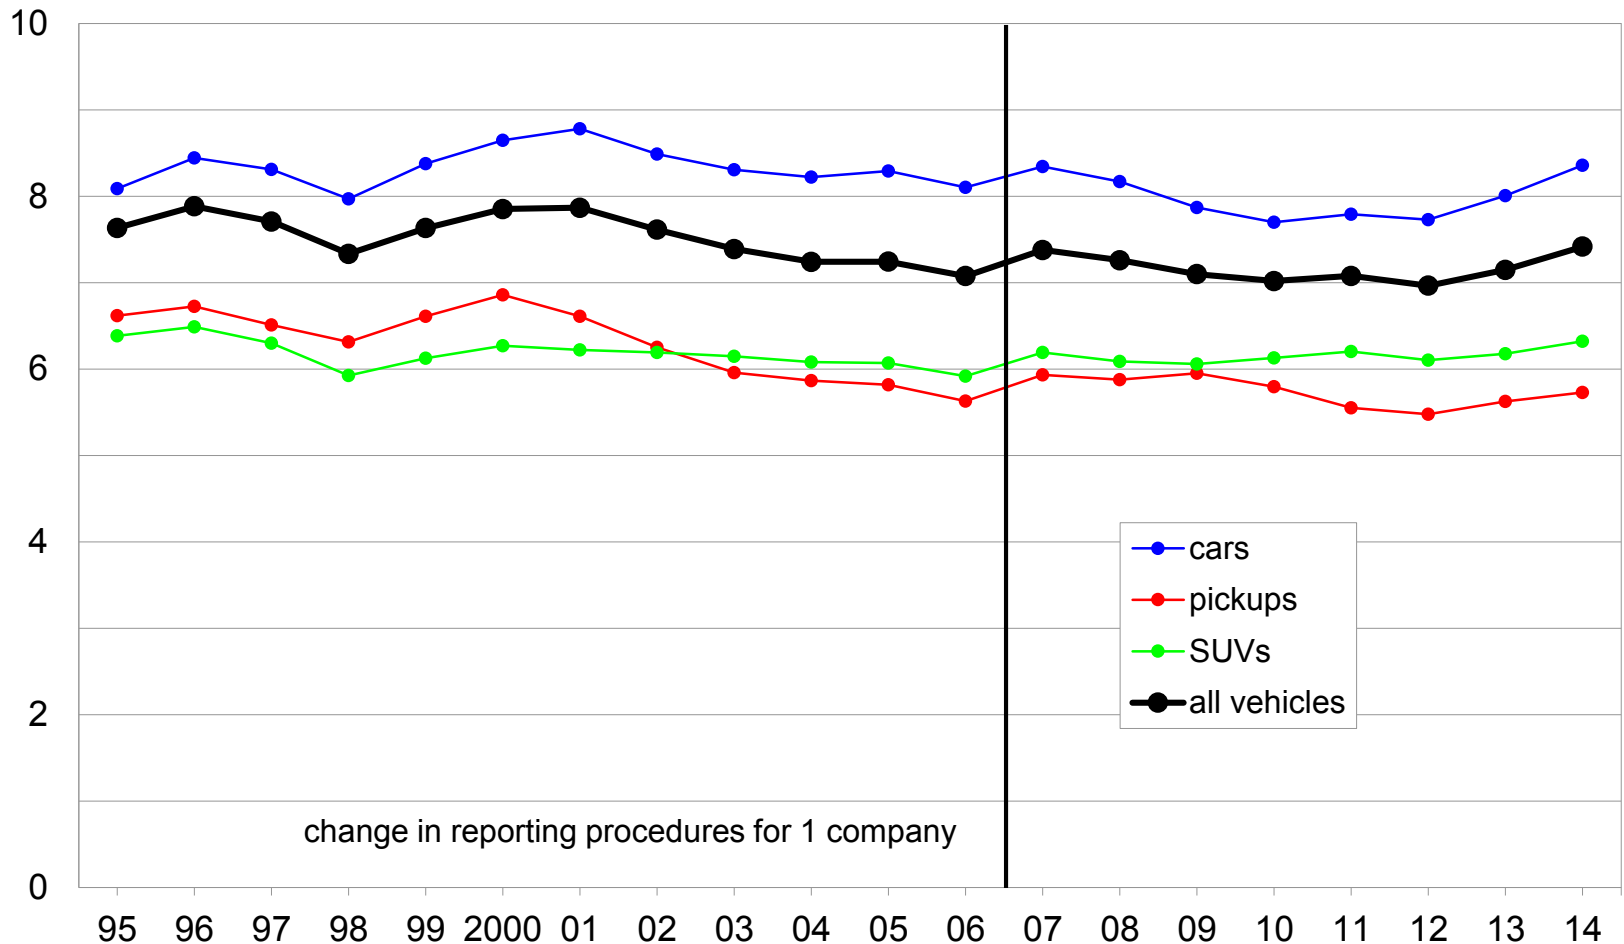 10
8
6
4
2
0
cars
pickups
SUVs
all vehicles
change in reporting procedures for 1 company
95 96 97 98 99 2000 01 02 03 04 05 06 07 08 09 10 11 12 13 14